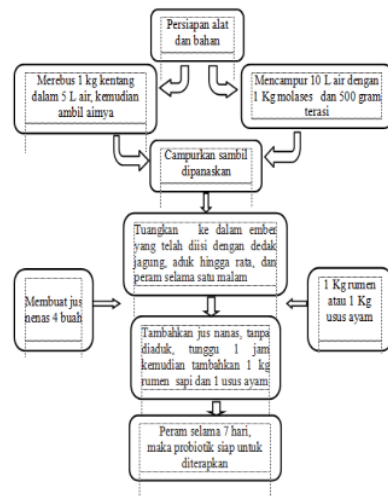 Persiapan alat
dan bahan
Merebus 1 kg kentang
dalam 5 L air, kemudian
ambil airnya
Mencampur 10 L air dengan
1 Kg molases dan 500 gram
terasi
Campurkan sambil
dipanaskan
Tuangkan ke dalam ember
yang telah diisi dengan dedak
jagung, aduk hingga rata, dan
peram selama satu malam
Membuat jus
nenas 4 buah
1 Kg rumen
atau 1 Kg
usus ayam
Tambahkan jus nanas, tanpa
diaduk, tunggu 1 jam
kemudian tambahkan 1 kg
rumen sapi dan 1 usus ayam
Peram selama 7 hari,
maka probiotik siap untuk
diterapkan